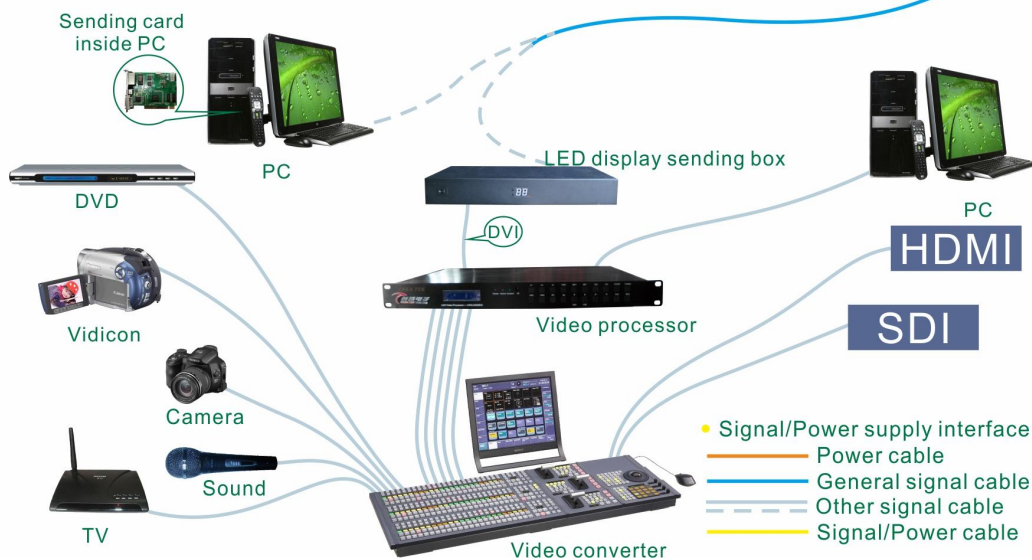 Sending card
inside PC
PC
LED display sending box
88
DVD
DVI
PC
HDMI
Vidicon
Video processor
SDI
Camera
Sound
TV
Video converter
Signal/Power supply interface
Power cable
General signal cable
Other signal cable
Signal/Power cable